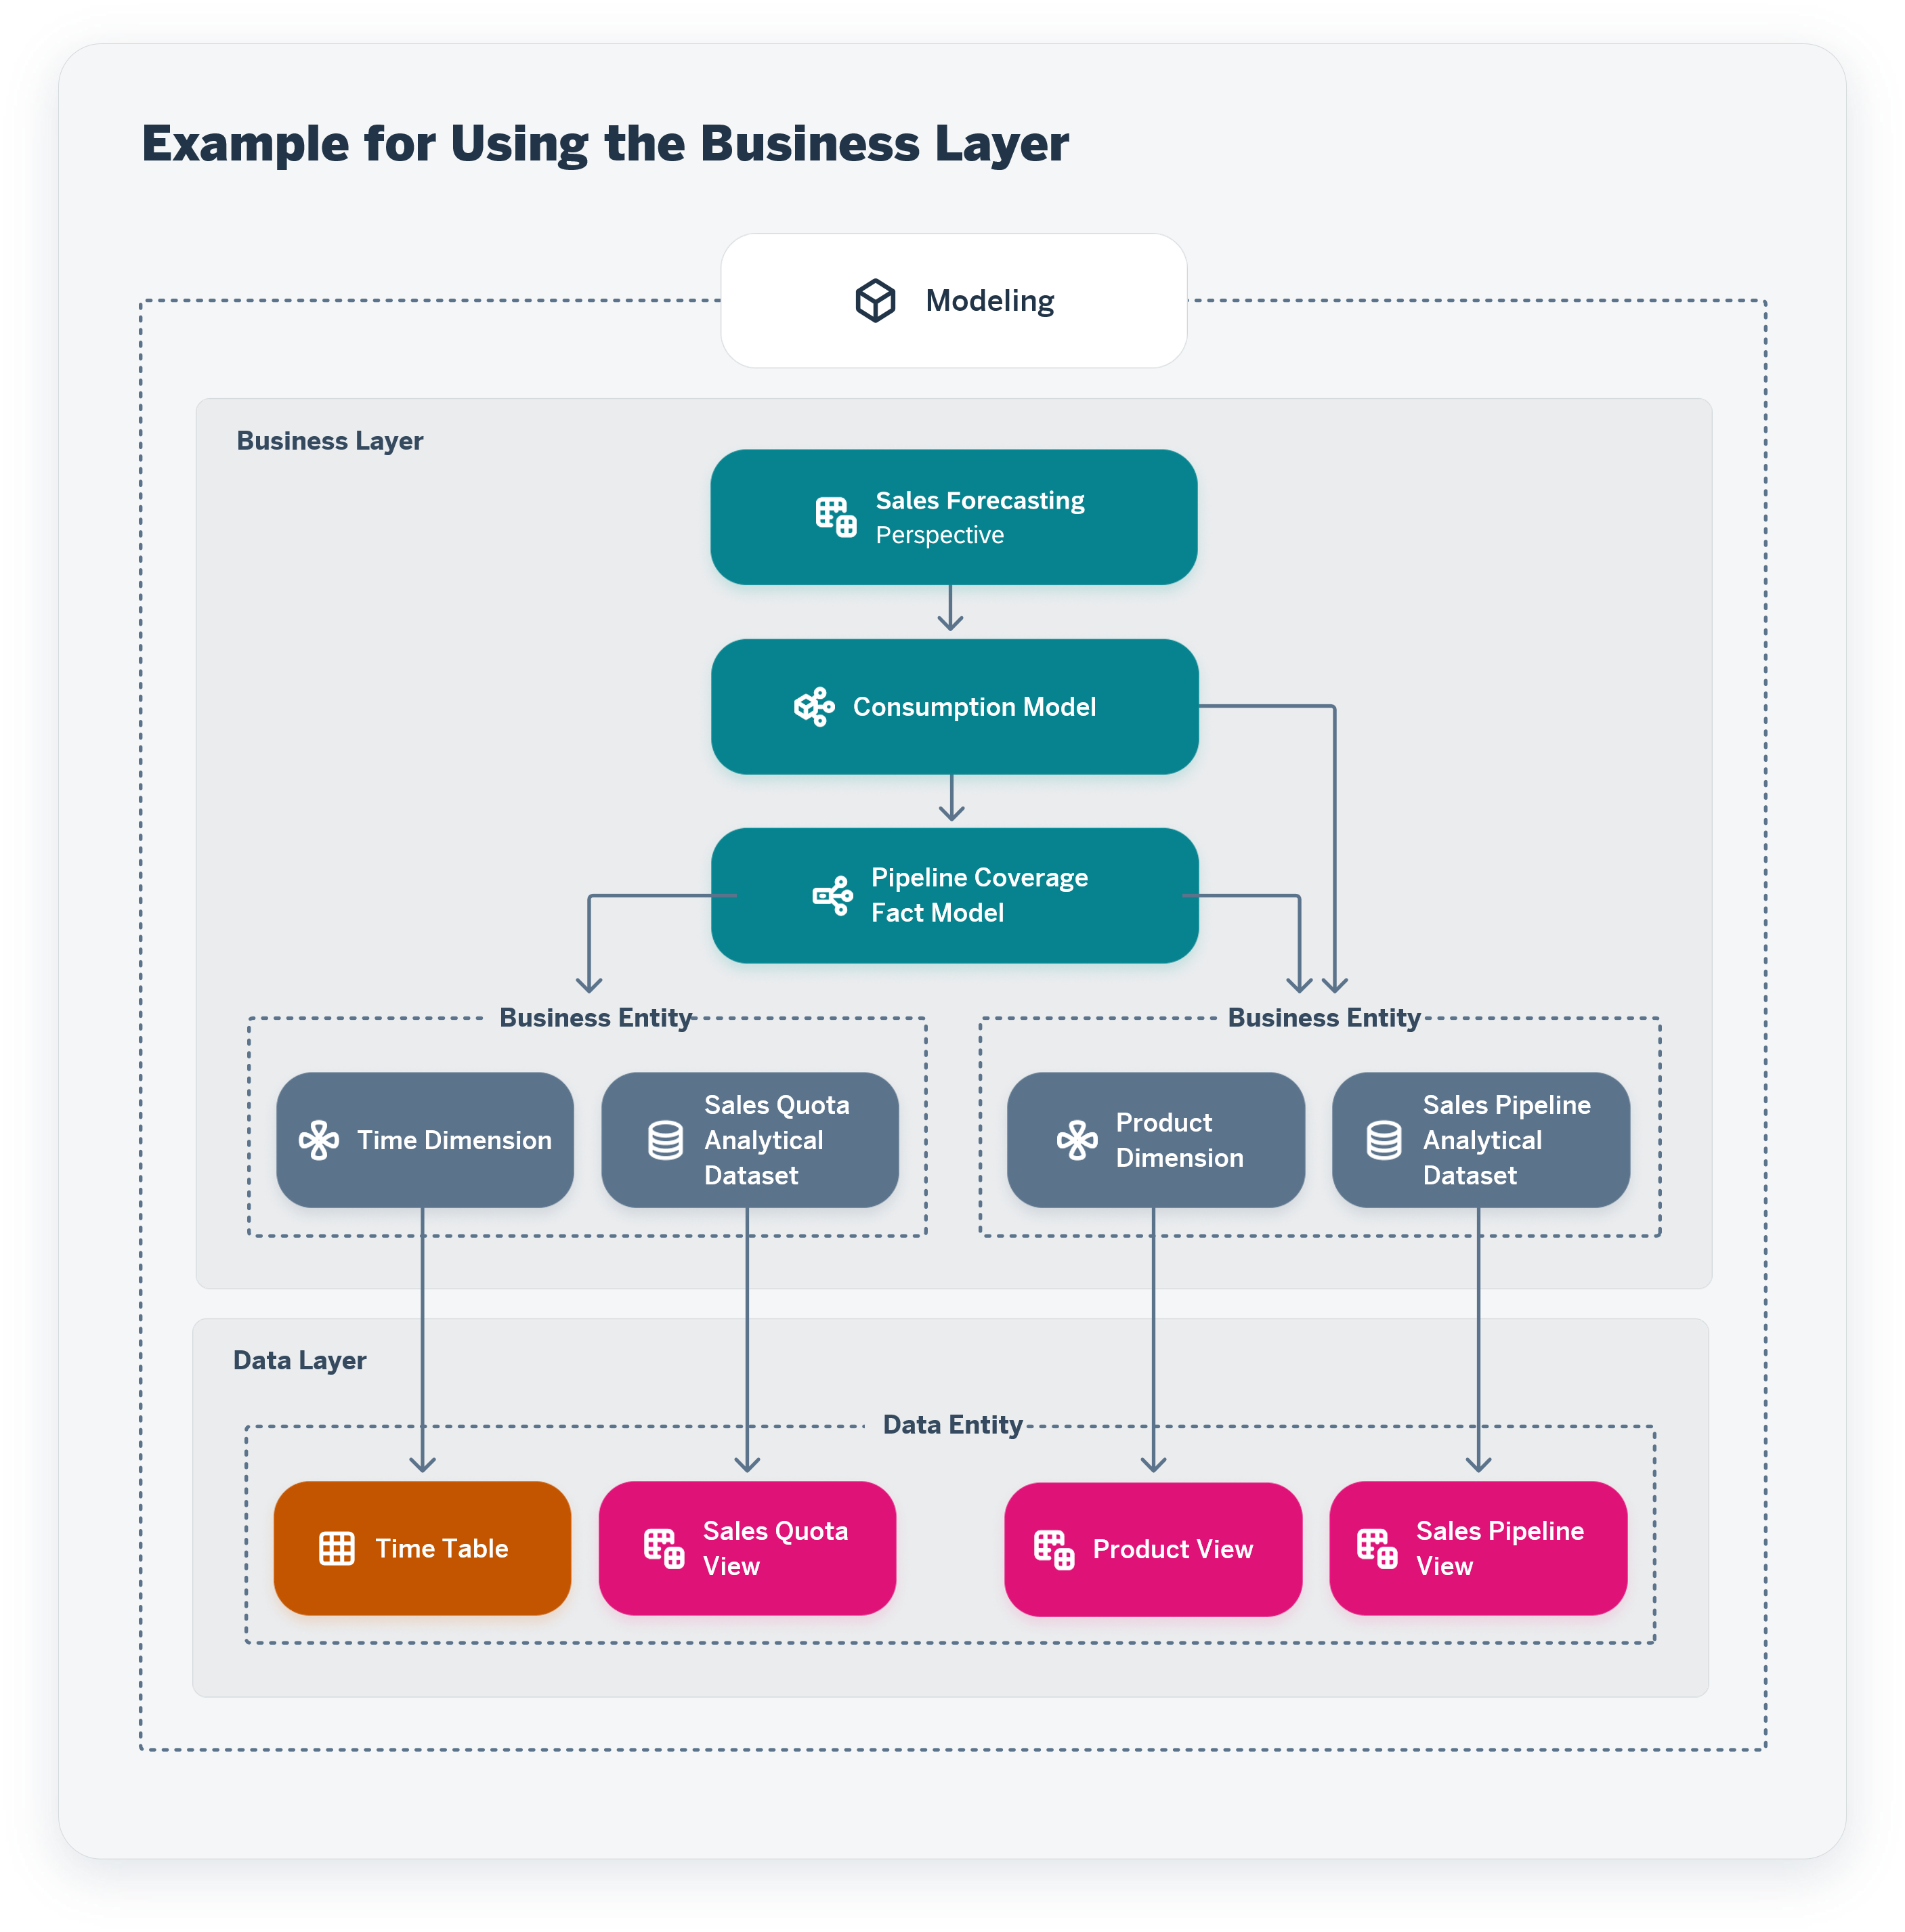 Example for Using the Business Layer
Modeling
Business Layer
Sales Forecasting
Perspective
Consumption Model
Pipeline Coverage
Fact Model
Business Entity
Business Entity
Time Dimension
Sales Quota
Analytical
Dataset
Product
Dimension
Sales Pipeline
Analytical
Dataset
Data Layer
Data Entity
Time Table
Sales Quota
View
Product View
Sales Pipeline
View